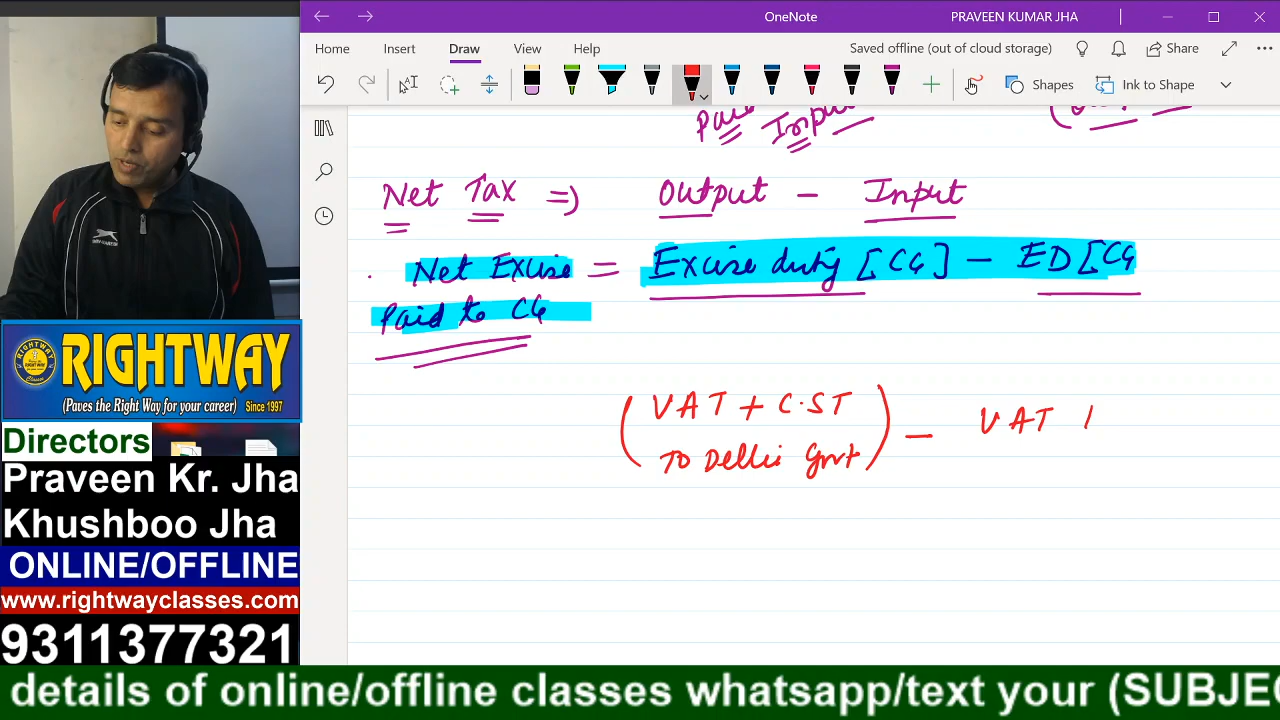 OneNote
PRAVEEN KUMAR JHA
Home Insert Draw View Help
Saved offline (out of cloud storage)
Share
Shapes
Ink to Shape
Paid
Input
Net Tax => Output - Input
Net Excise = Excise duty [CG] - ED [CG
Paid to CG
(VAT + C.ST
To Delhi Govt) - VAT
RIGHTWAY
(Paves the Right Way for your career) Since 1997
Directors
Praveen Kr. Jha
Khushboo Jha
ONLINE/OFFLINE
www.rightwayclasses.com
9311377321
details of online/offline classes whatsapp/text your (SUBJE